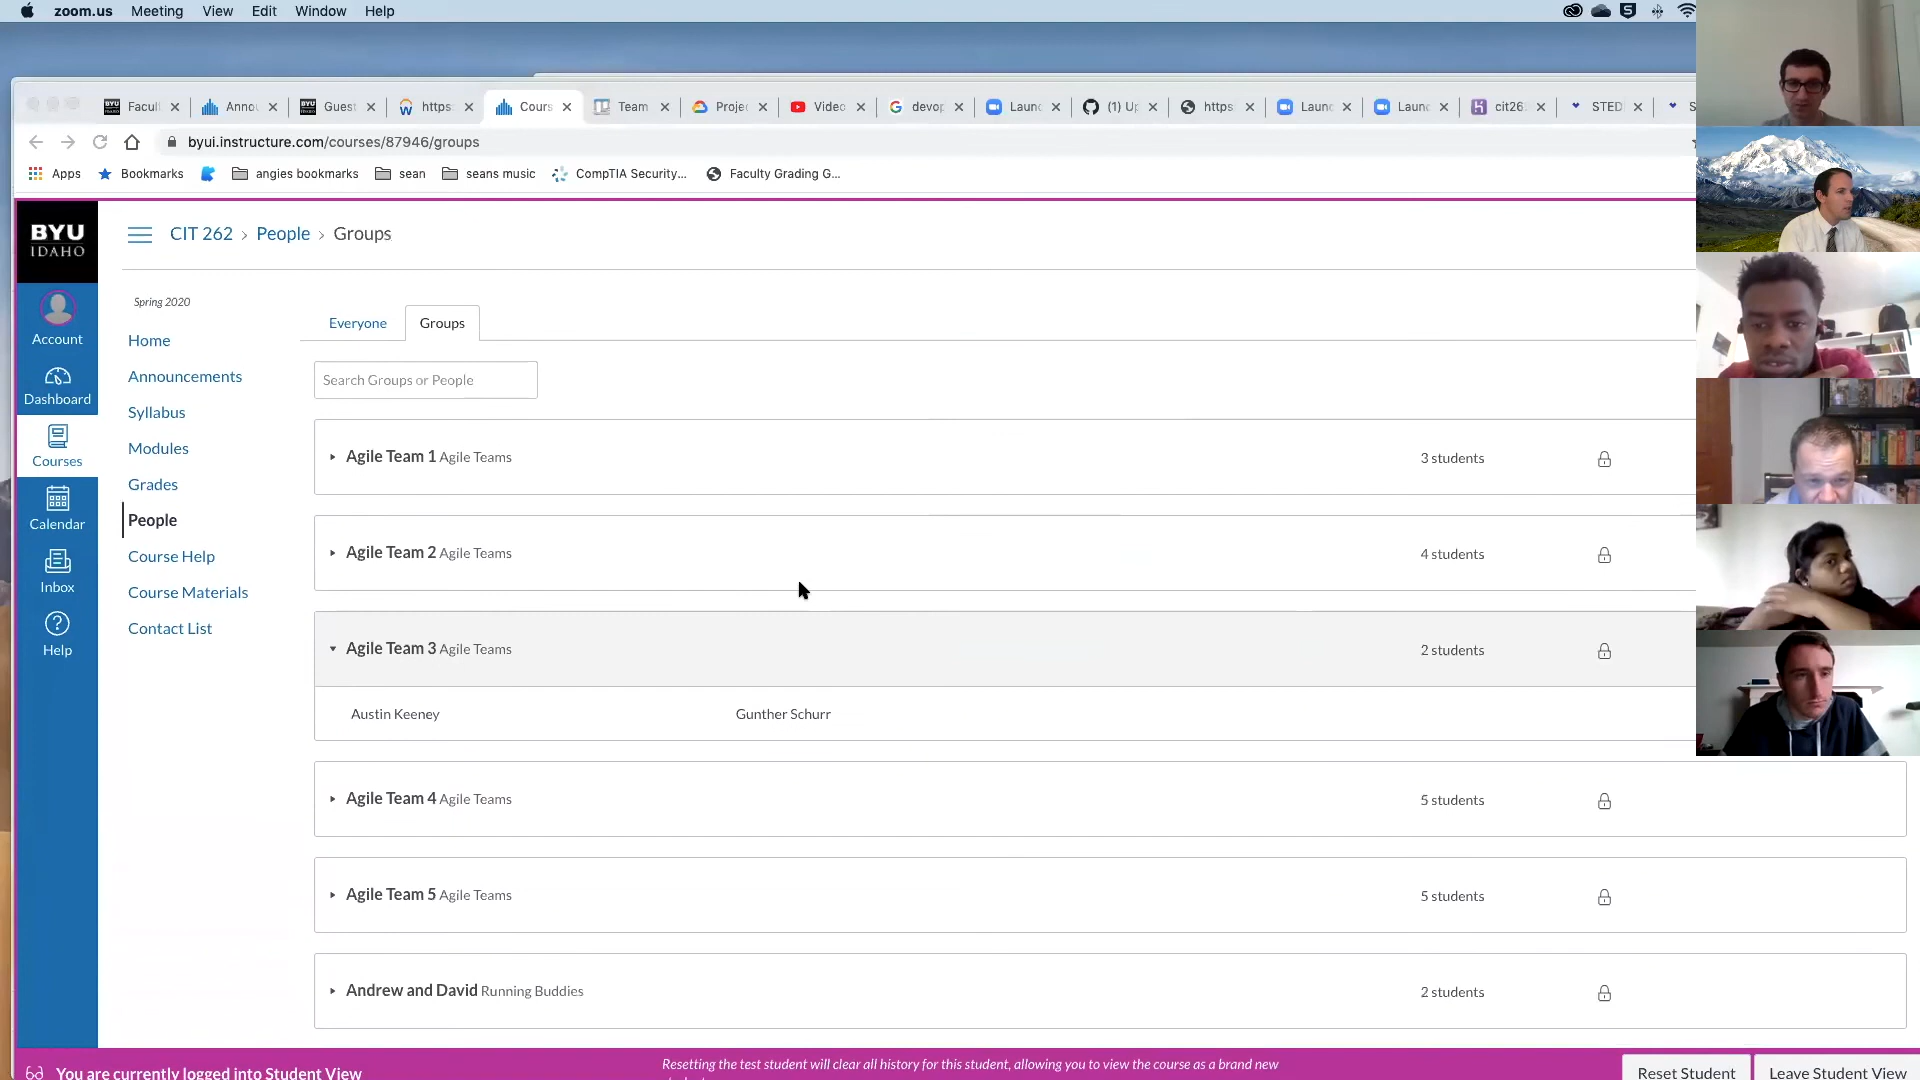 zoom.us Meeting View Edit Window Help
Facul Annou Guest https: Cours Team Projec Video devop Launc (1) Up https Launc Launc cit26 STED S
byui.instructure.com/courses/87946/groups
Apps Bookmarks angies bookmarks sean seans music CompTIA Security... Faculty Grading G...
BYU
IDAHO
CIT 262 > People > Groups
Spring 2020
Everyone Groups
Account
Home
Announcements
Search Groups or People
Dashboard
Syllabus
Modules
Agile Team 1 Agile Teams 3 students
Courses
Grades
People
Calendar
Course Help
Agile Team 2 Agile Teams 4 students
Inbox
Course Materials
Contact List
Help
Agile Team 3 Agile Teams 2 students
Austin Keeney Gunther Schurr
Agile Team 4 Agile Teams 5 students
Agile Team 5 Agile Teams 5 students
Andrew and David Running Buddies 2 students
You are currently logged into Student View
Resetting the test student will clear all history for this student, allowing you to view the course as a brand new
Reset Student Leave Student View